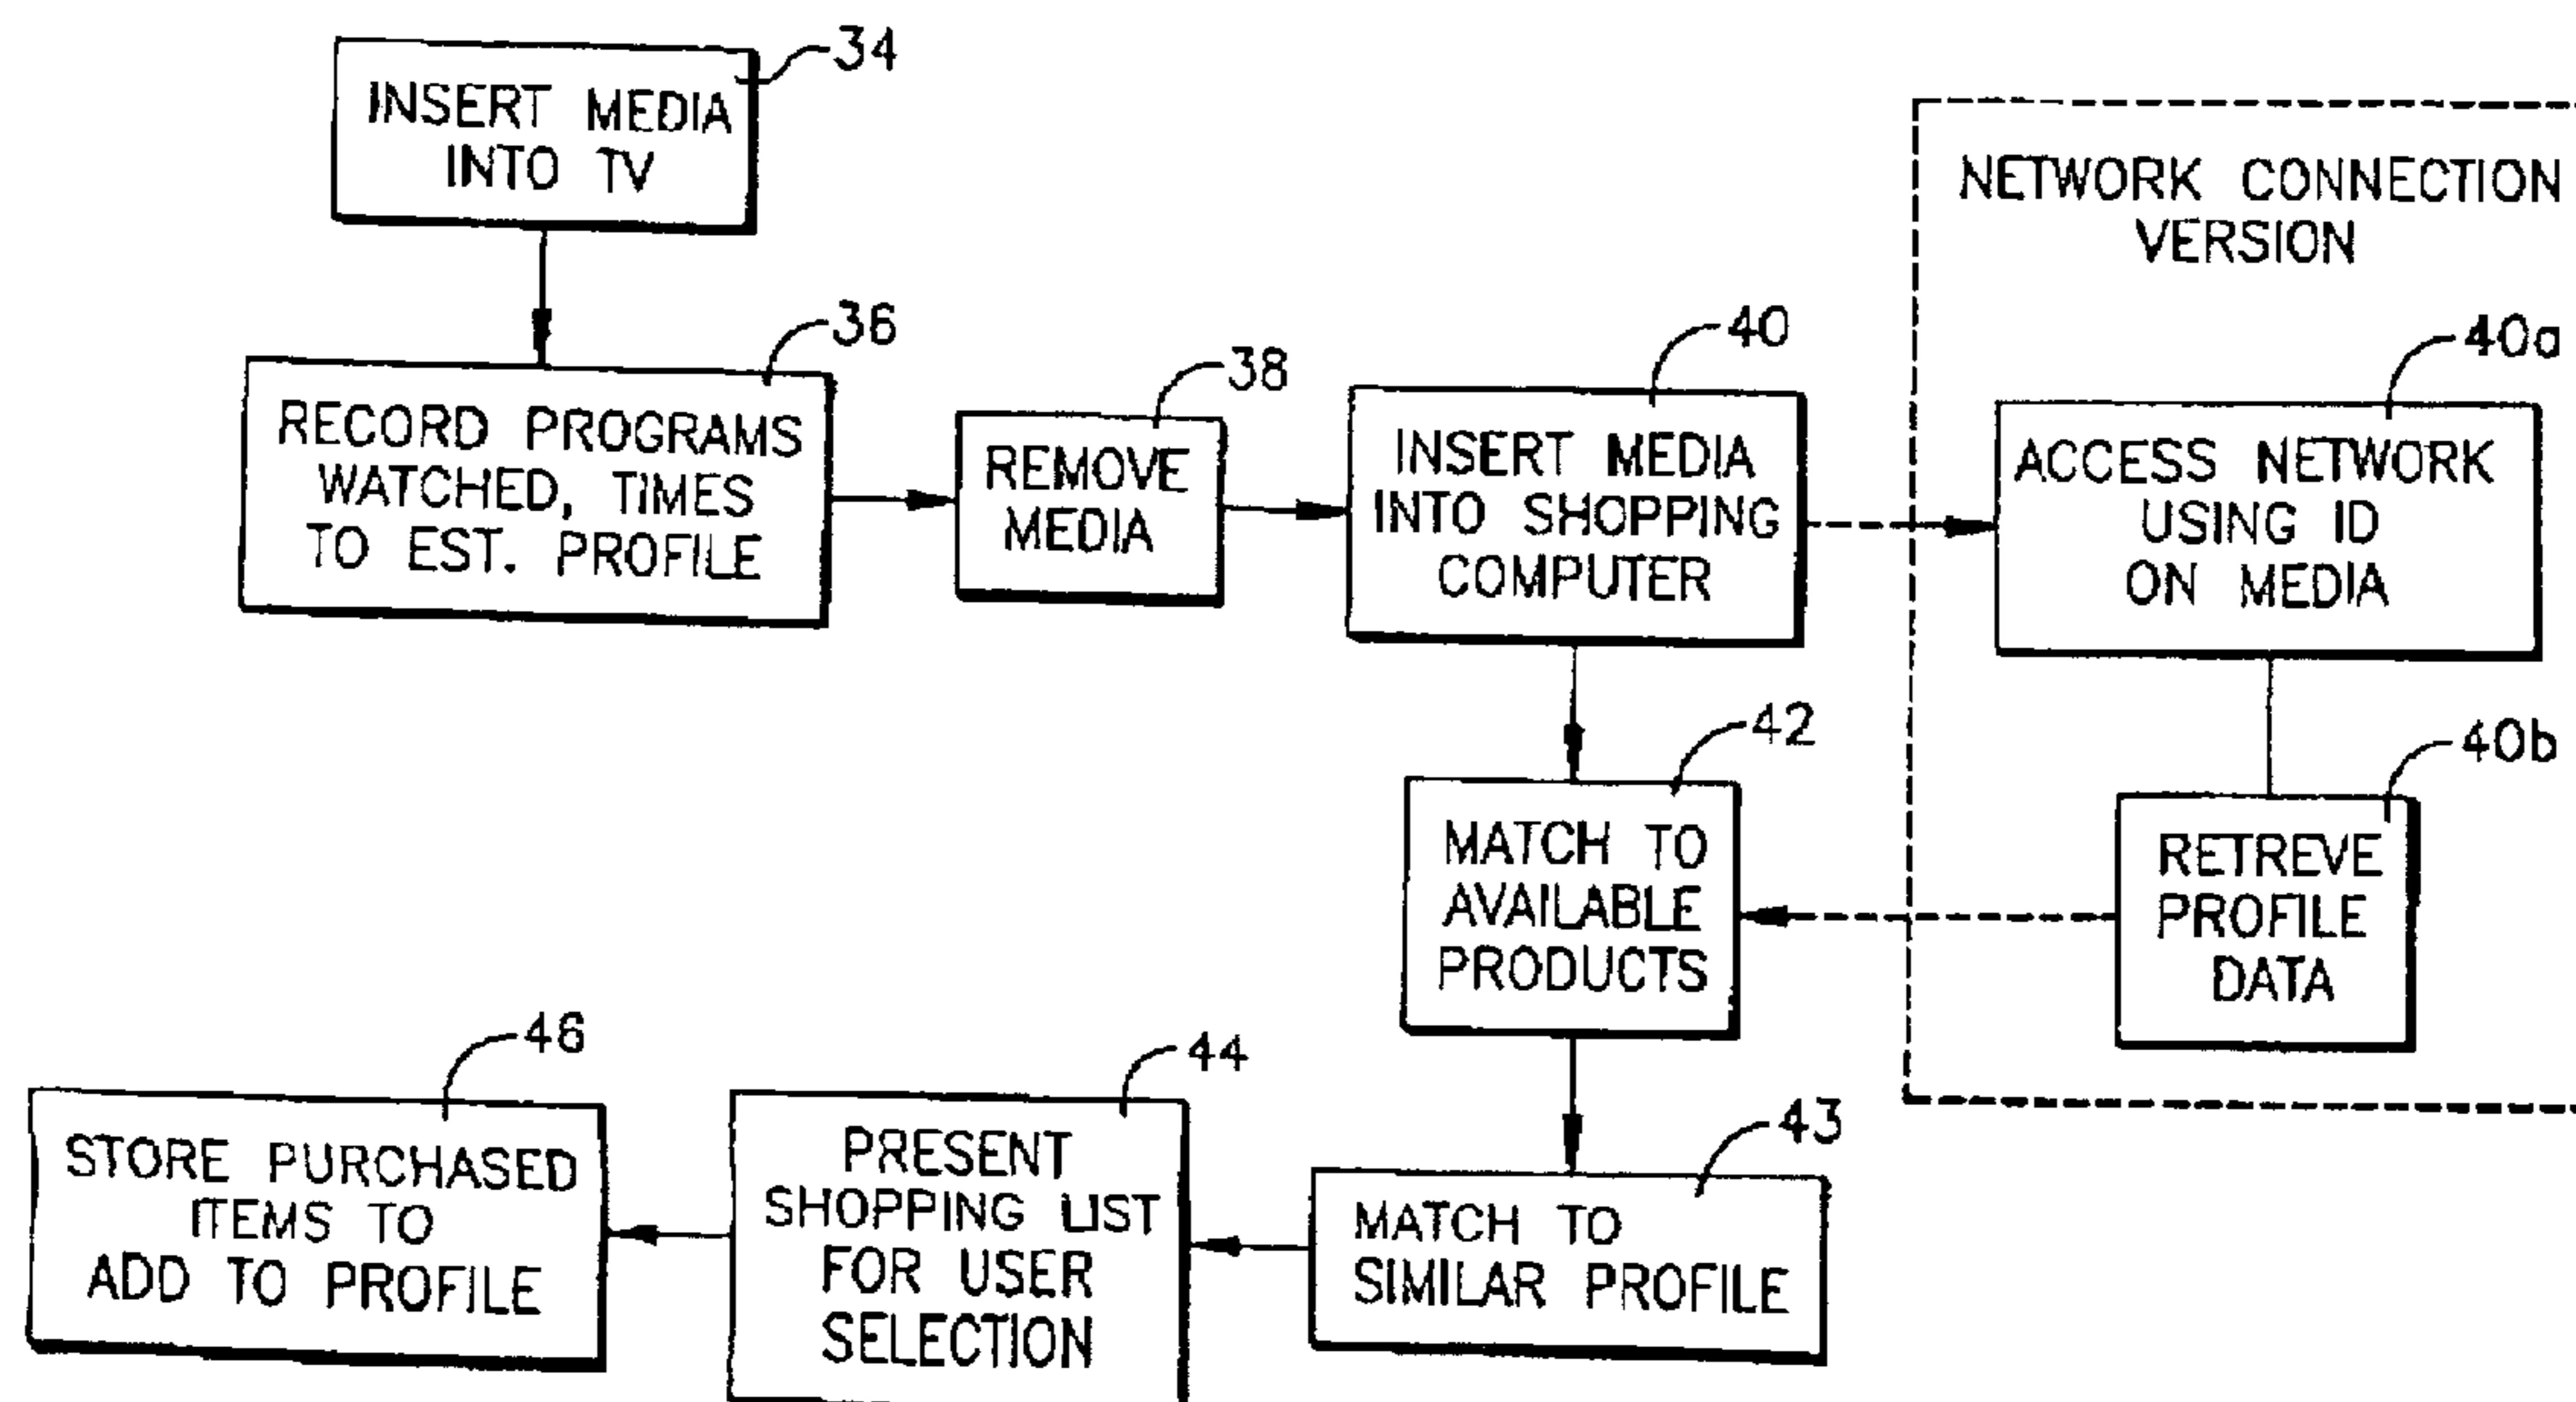 34
INSERT MEDIA
INTO TV
36
RECORD PROGRAMS
WATCHED, TIMES
TO EST. PROFILE
38
REMOVE
MEDIA
40
INSERT MEDIA
INTO SHOPPING
COMPUTER
NETWORK CONNECTION
VERSION
40a
ACCESS NETWORK
USING ID
ON MEDIA
40b
RETREVE
PROFILE
DATA
42
MATCH TO
AVAILABLE
PRODUCTS
43
MATCH TO
SIMILAR PROFILE
44
PRESENT
SHOPPING LIST
FOR USER
SELECTION
46
STORE PURCHASED
ITEMS TO
ADD TO PROFILE